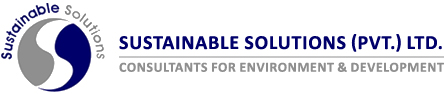 Sustainable Solutions
SUSTAINABLE SOLUTIONS (PVT.) LTD.
CONSULTANTS FOR ENVIRONMENT & DEVELOPMENT